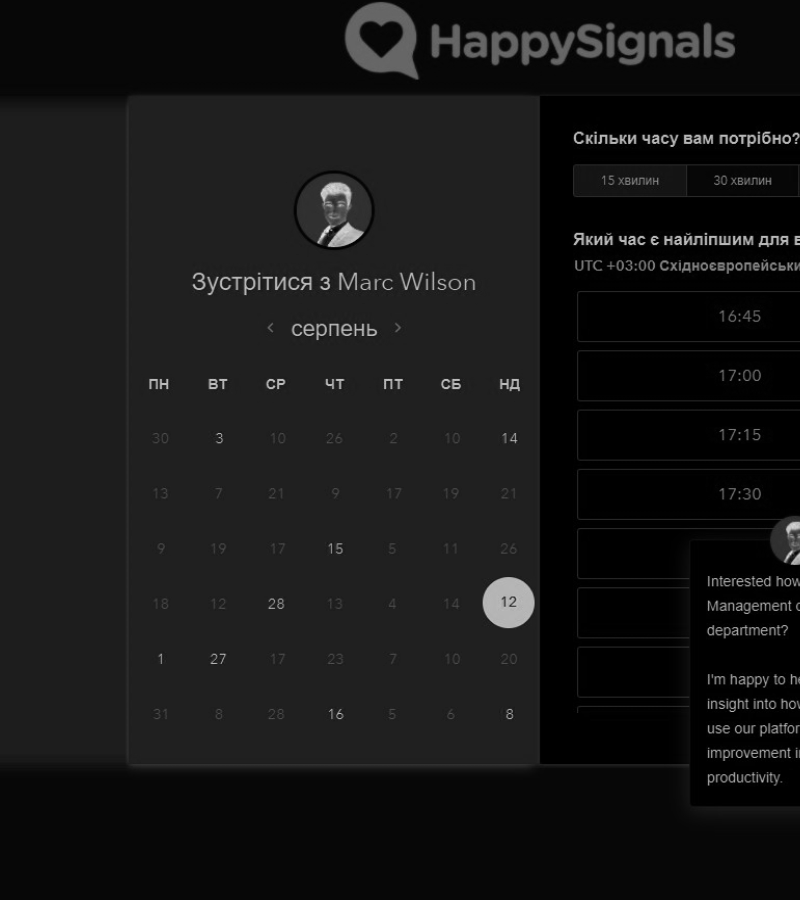 HappySignals
Зустрітися з Marc Wilson
серпень
ПН ВТ СР ЧТ ПТ СБ НД
30 3 10 26 2 10 14
13 7 21 9 17 19 21
9 19 17 15 5 11 26
18 12 28 13 4 14 12
1 27 17 23 7 10 20
31 8 28 16 5 6 8
Скільки часу вам потрібно?
15 хвилин 30 хвилин
Який час є найліпшим для
UTC +03:00 Східноєвропейськи
16:45
17:00
17:15
17:30
Interested how
Management
department?
I'm happy to
insight into how
use our platfor
improvement
productivity.